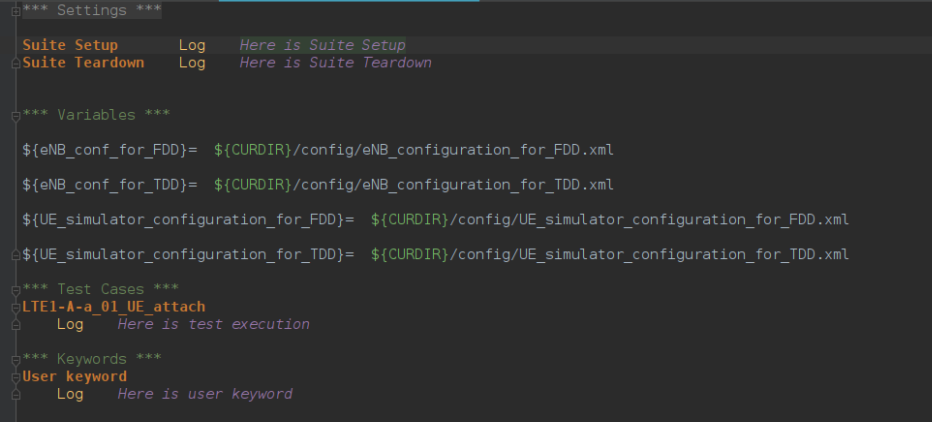 *** Settings ***
Suite Setup Log Here is Suite Setup
Suite Teardown Log Here is Suite Teardown
*** Variables ***
${eNB_conf_for_FDD}= ${CURDIR}/config/eNB_configuration_for_FDD.xml
${eNB_conf_for_TDD}= ${CURDIR}/config/eNB_configuration_for_TDD.xml
${UE_simulator_configuration_for_FDD}= ${CURDIR}/config/UE_simulator_configuration_for_FDD.xml
${UE_simulator_configuration_for_TDD}= ${CURDIR}/config/UE_simulator_configuration_for_TDD.xml
*** Test Cases ***
LTE1-A-a_01_UE_attach
Log Here is test execution
*** Keywords ***
User keyword
Log Here is user keyword